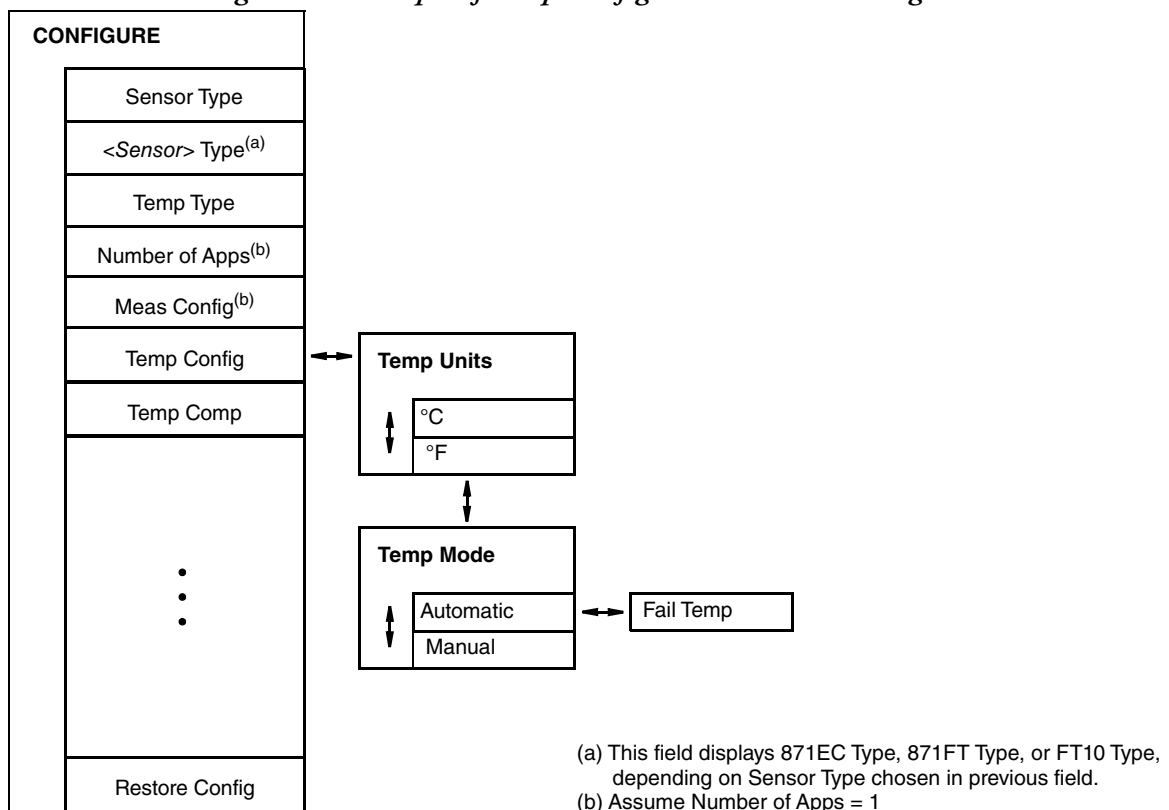 CONFIGURE
Sensor Type
<Sensor> Type(a)
Temp Type
Number of Apps(b)
Meas Config(b)
Temp Config
Temp Comp
Restore Config
Temp Units
°C
°F
Temp Mode
Automatic
Manual
Fail Temp
(a) This field displays 871EC Type, 871FT Type, or FT10 Type,
depending on Sensor Type chosen in previous field.
(b) Assume Number of Apps = 1